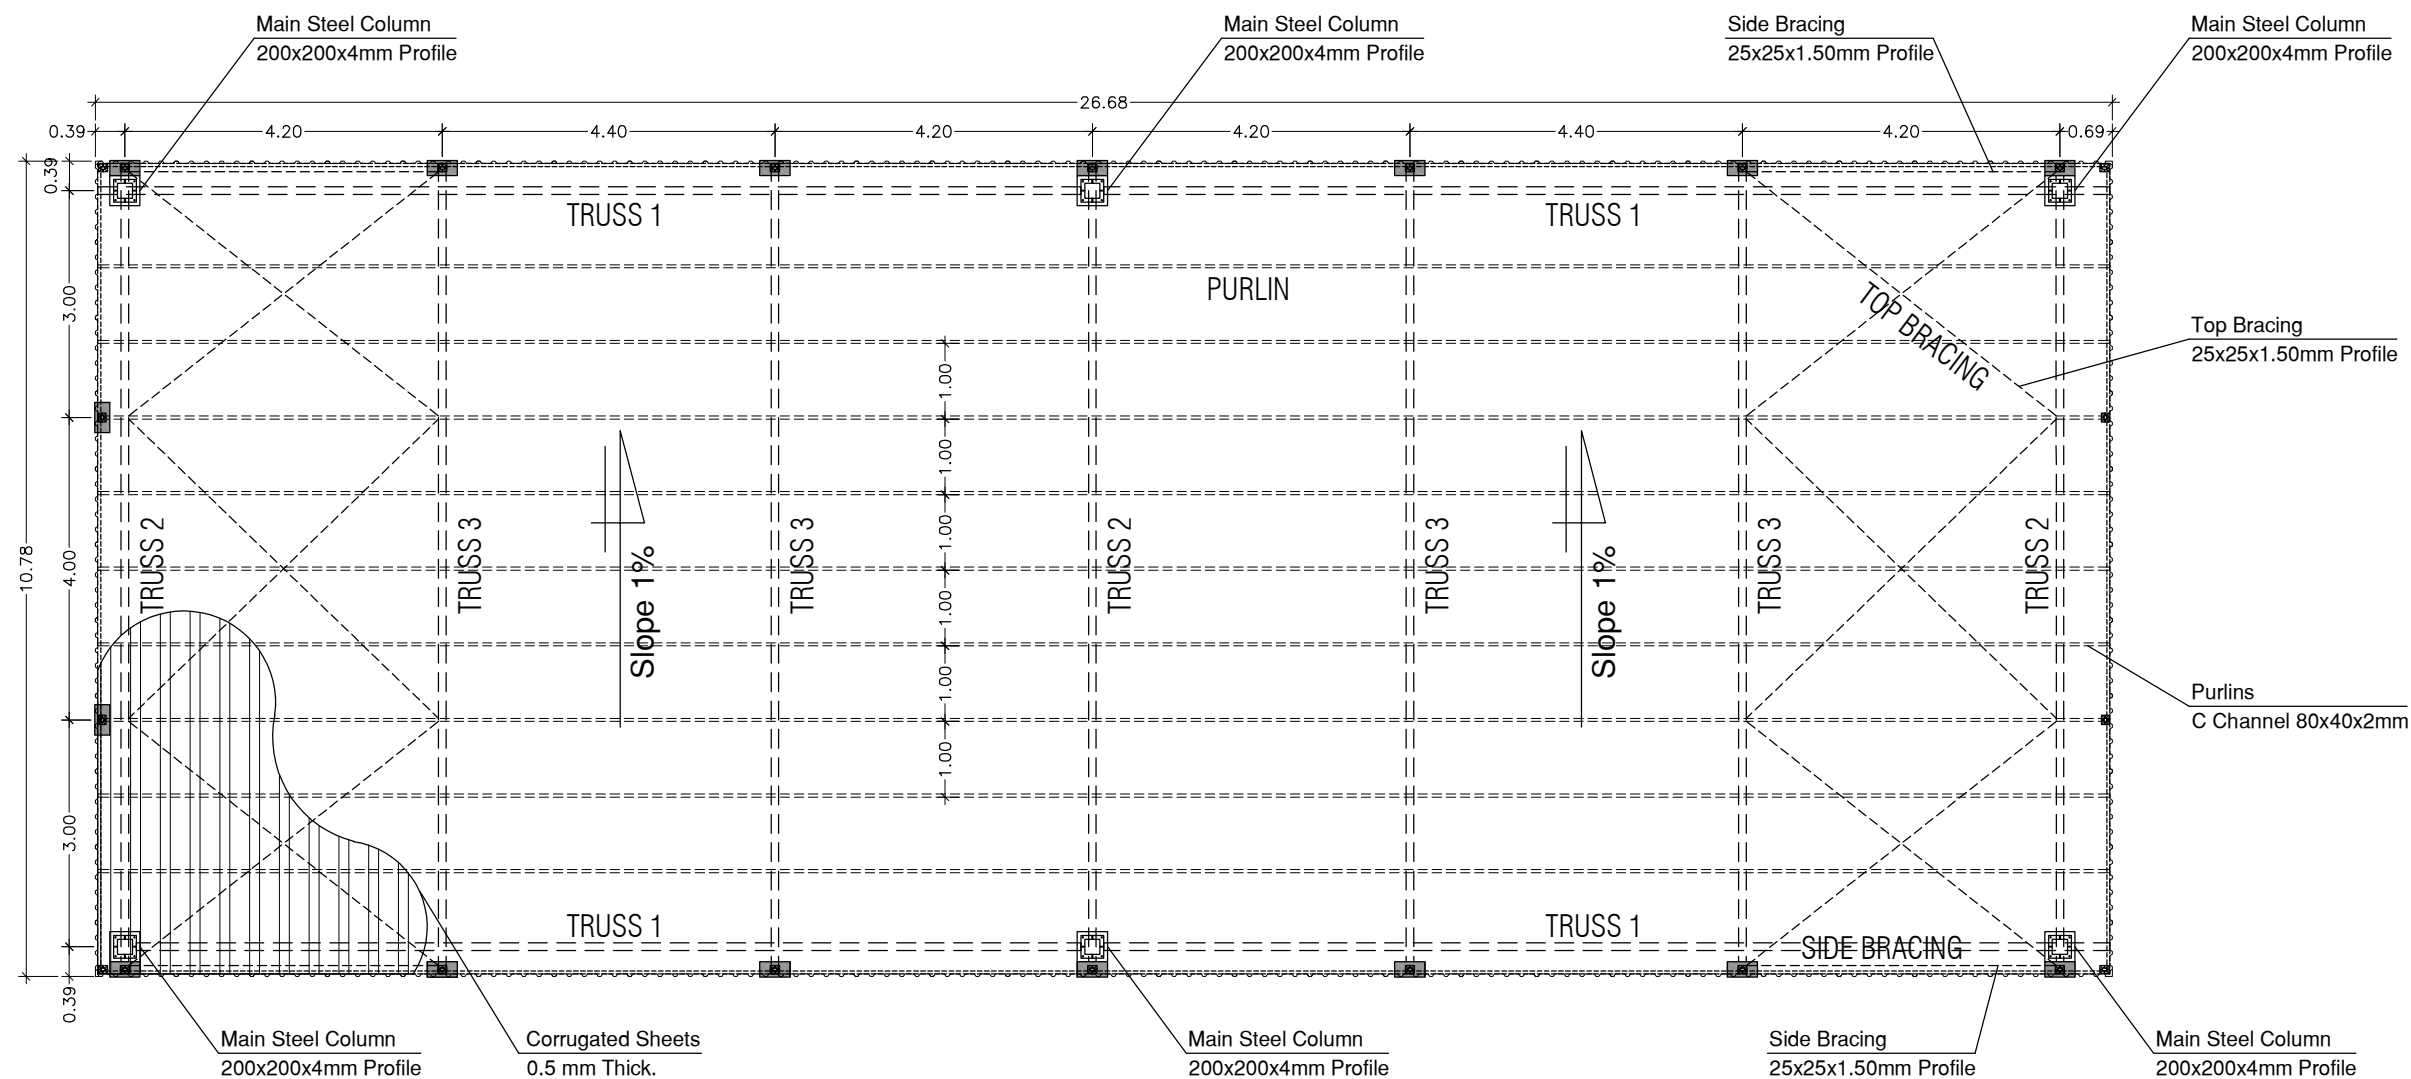 Main Steel Column
200x200x4mm Profile
Main Steel Column
200x200x4mm Profile
Side Bracing
25x25x1.50mm Profile
Main Steel Column
200x200x4mm Profile
26.68
0.39
4.20
4.40
4.20
4.20
4.40
4.20
0.69
0.39
TRUSS 1
TRUSS 1
3.00
PURLIN
TOP BRACING
Top Bracing
25x25x1.50mm Profile
1.00
1.00
1.00
1.00
1.00
1.00
10.78
4.00
TRUSS 2
TRUSS 3
Slope 1%
TRUSS 3
TRUSS 2
TRUSS 3
Slope 1%
TRUSS 3
TRUSS 2
Purlins
C Channel 80x40x2mm
3.00
TRUSS 1
TRUSS 1
SIDE BRACING
0.39
Main Steel Column
200x200x4mm Profile
Corrugated Sheets
0.5 mm Thick.
Main Steel Column
200x200x4mm Profile
Side Bracing
25x25x1.50mm Profile
Main Steel Column
200x200x4mm Profile